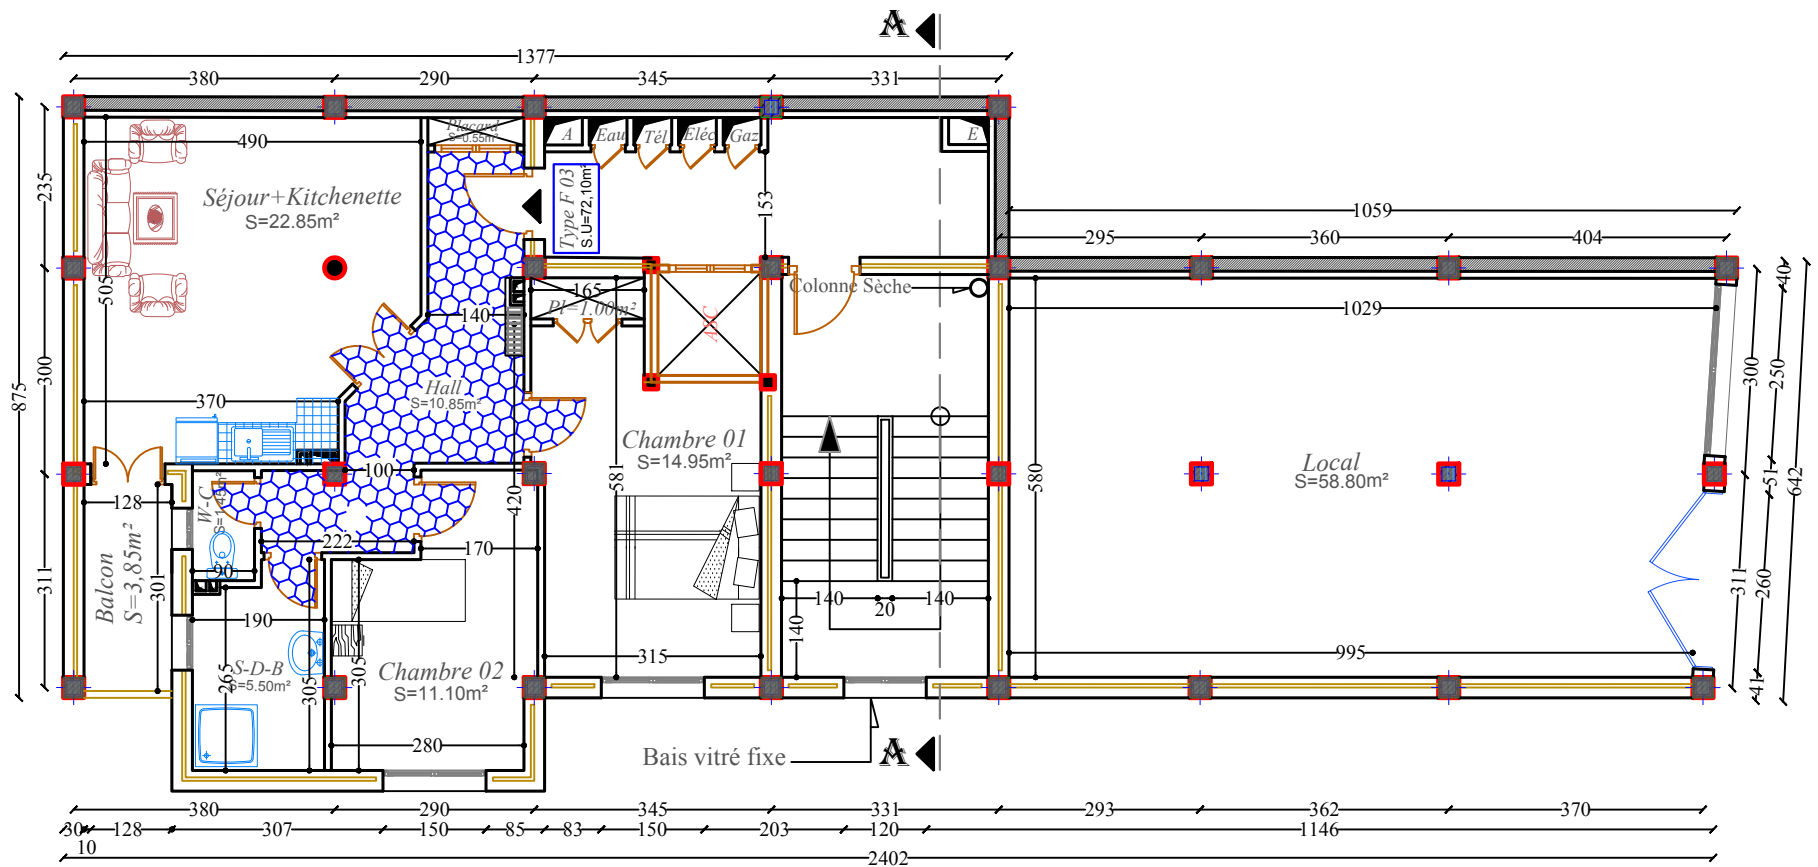 A
1377
380 290 345 331
Placard
S=0.55m²
A Eau Tél Eléc Gaz E
490
235
Séjour+Kitchenette
S=22.85m²
Type F 03
S.U=72,10m²
153
1059
295 360 404
40
505
165
Pl=1.00m²
Colonne Sèche
140
ASC
1029
300
875
300
250
370
Hall
S=10.85m²
Chambre 01
S=14.95m²
Local
S=58.80m²
100
420
581
580
51
642
128
W-C
S=1.45m²
222
170
Balcon
S=3,85m²
301
90
311
140 20 140
140
311
260
190
S-D-B
S=5.50m²
265
305
305
Chambre 02
S=11.10m²
315
995
41
280
Bais vitré fixe
A
380 290 345 331 293 362 370
30 128 307 150 85 83 150 203 120 1146
10
2402